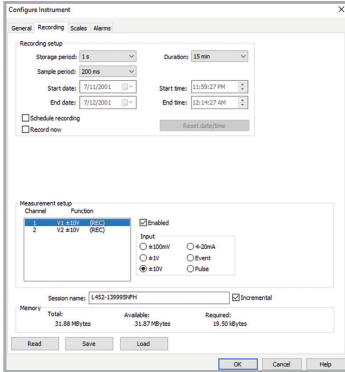 Configure Instrument
General Recording Scales Alarms
Recording setup
Storage period: 1 s Duration: 15 min
Sample period: 200 ms
Start date: 7/11/2001 Start time: 11:59:27 PM
End date: 7/12/2001 End time: 12:14:27 AM
Schedule recording
Record now
Reset date/time
Measurement setup
Channel Function
1 V1 ±10V (REC) Enabled
2 V2 ±10V (REC)
Input
±100mV 4-20mA
±1V Event
±10V Pulse
Session name: L452-139995NFH Incremental
Memory
Total: Available: Required:
31.88 MBytes 31.87 MBytes 19.50 kBytes
Read Save Load
OK Cancel Help